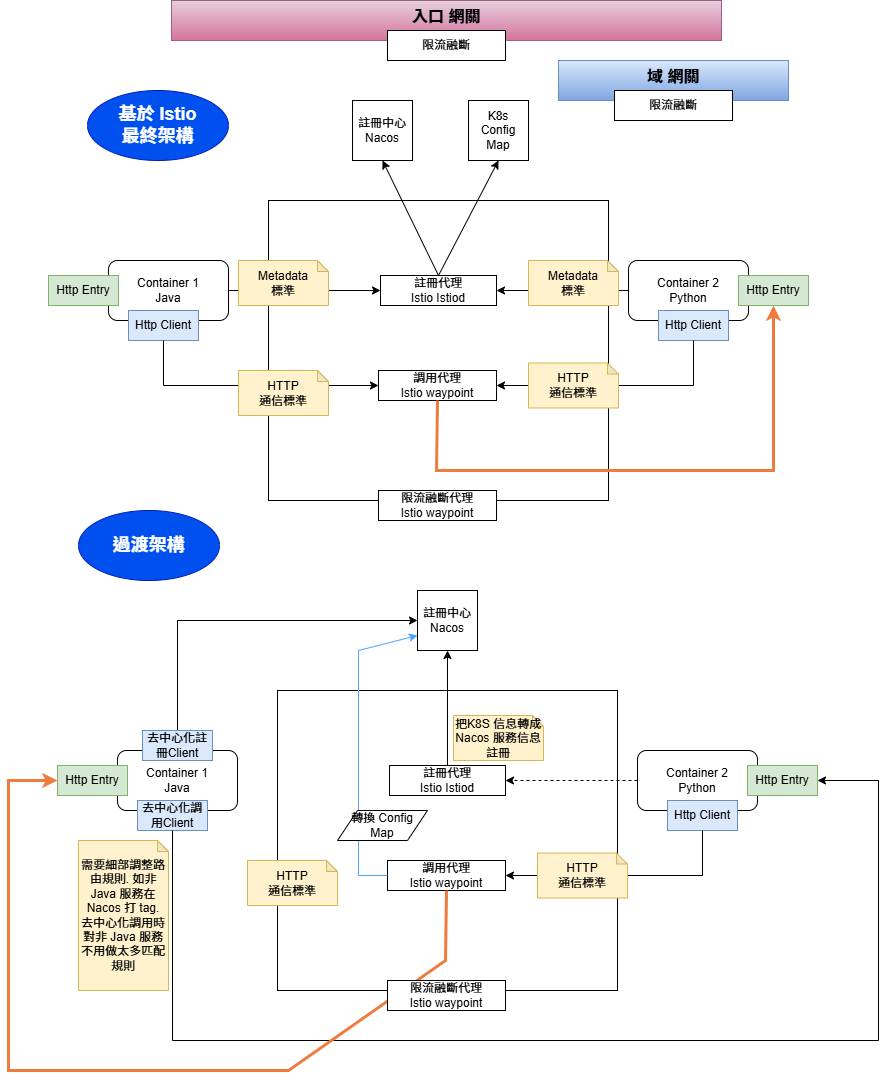 入口 網關
限流融斷
域 網關
限流融斷
基於 Istio
最終架構
註冊中心
Nacos
K8s
Config
Map
Http Entry
Container 1
Java
Http Client
Metadata
標準
註冊代理
Istio Istiod
Metadata
標準
Container 2
Python
Http Entry
Http Client
HTTP
通信標準
調用代理
Istio waypoint
HTTP
通信標準
限流融斷代理
Istio waypoint
過渡架構
註冊中心
Nacos
把K8S 信息轉成
Nacos 服務信息
註冊
去中心化註
冊Client
Http Entry
Container 1
Java
去中心化調
用Client
註冊代理
Istio Istiod
Container 2
Python
Http Entry
Http Client
轉換 Config
Map
需要細部調整路
由規則. 如非
Java 服務在
Nacos 打 tag.
去中心化調用時
對非 Java 服務
不用做太多匹配
規則
HTTP
通信標準
調用代理
Istio waypoint
HTTP
通信標準
限流融斷代理
Istio waypoint